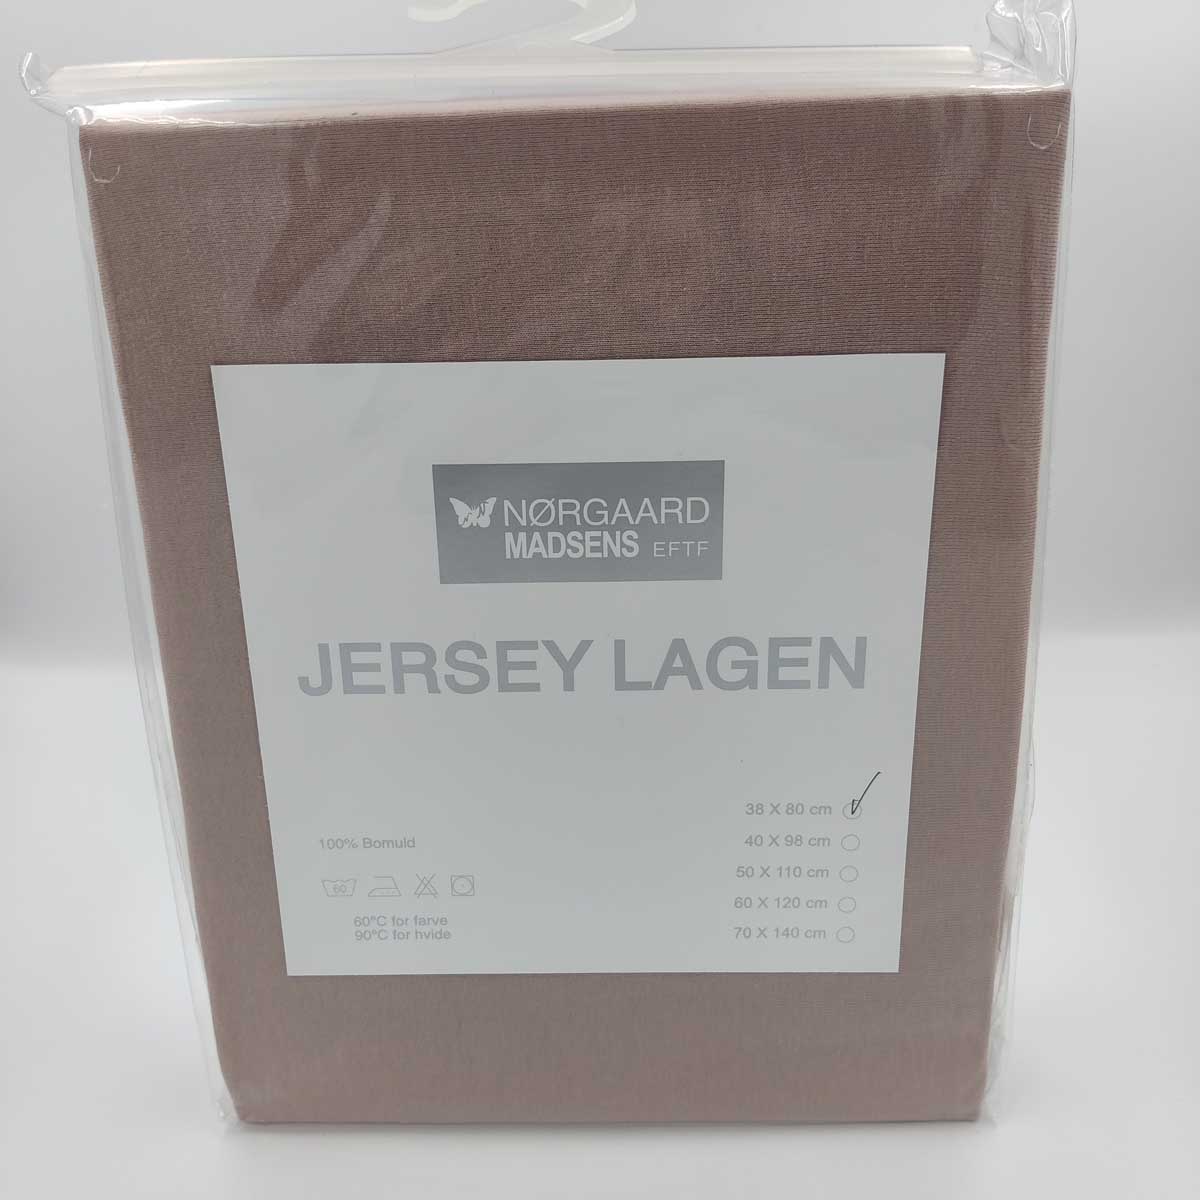 NØRGAARD
MADSENS EFTF
JERSEY LAGEN
38 X 80 cm
40 X 98 cm
50 X 110 cm
60 X 120 cm
70 X 140 cm
100% Bomuld
60
60°C for farve
90°C for hvide